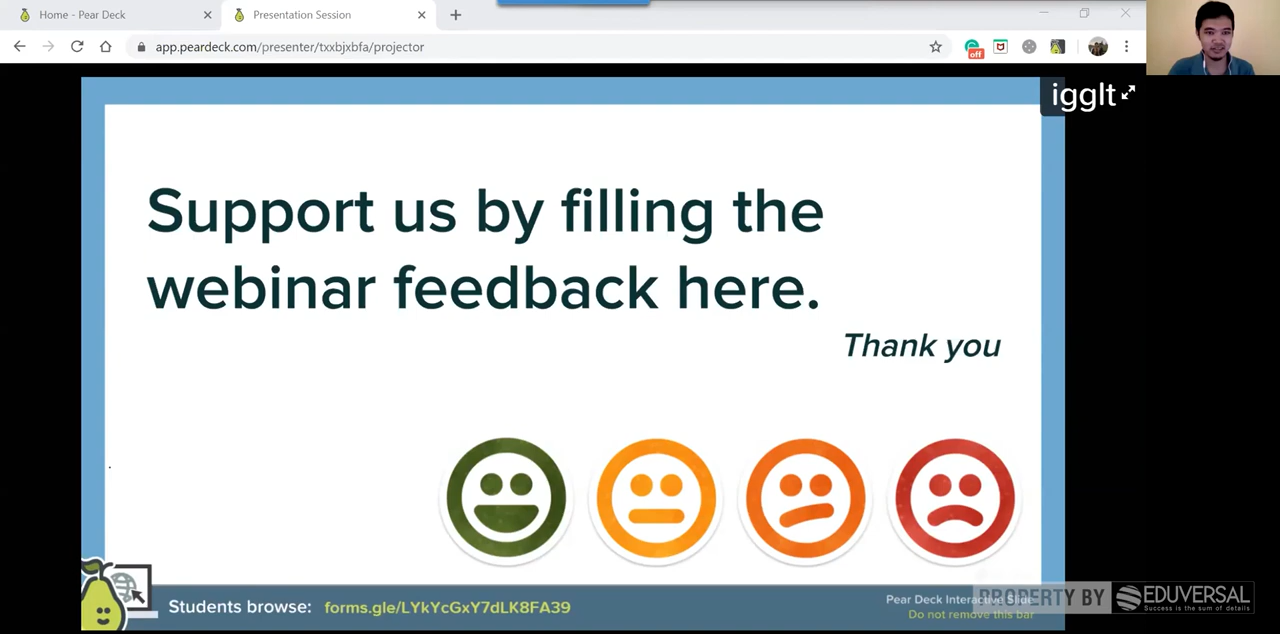 Home - Pear Deck
Presentation Session
app.peardeck.com/presenter/txxbjxbfa/projector
off
igglt
Support us by filling the
webinar feedback here.
Thank you
Students browse: forms.gle/LYkYcGxY7dLK8FA39
Pear Deck Interactive Slide
Do not remove this bar
PROPERTY BY
EDUVERSAL
Success is the sum of details